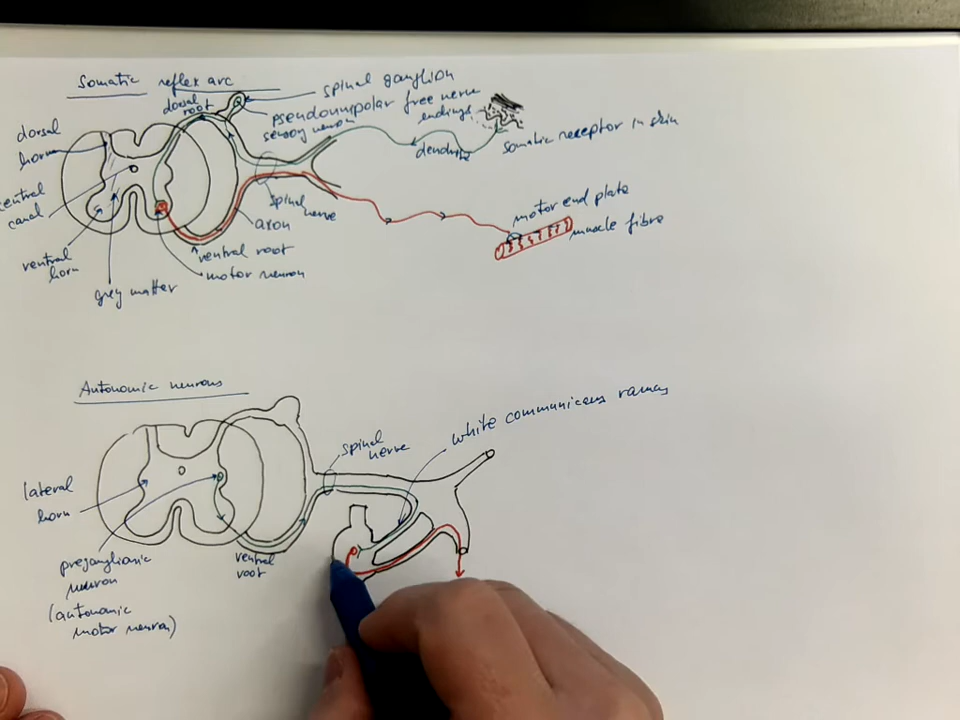 Somatic reflex arc
dorsal root
spinal ganglion
pseudounipolar
sensory neuron
free nerve
endings
dorsal
horn
central
canal
dendrite
somatic receptor in skin
spinal
nerve
axon
motor end plate
muscle fibre
ventral
horn
ventral root
motor neuron
grey matter
Autonomic neurons
white communicans ramus
spinal
nerve
lateral
horn
preganglionic
neuron
(autonomic
motor neuron)
ventral
root